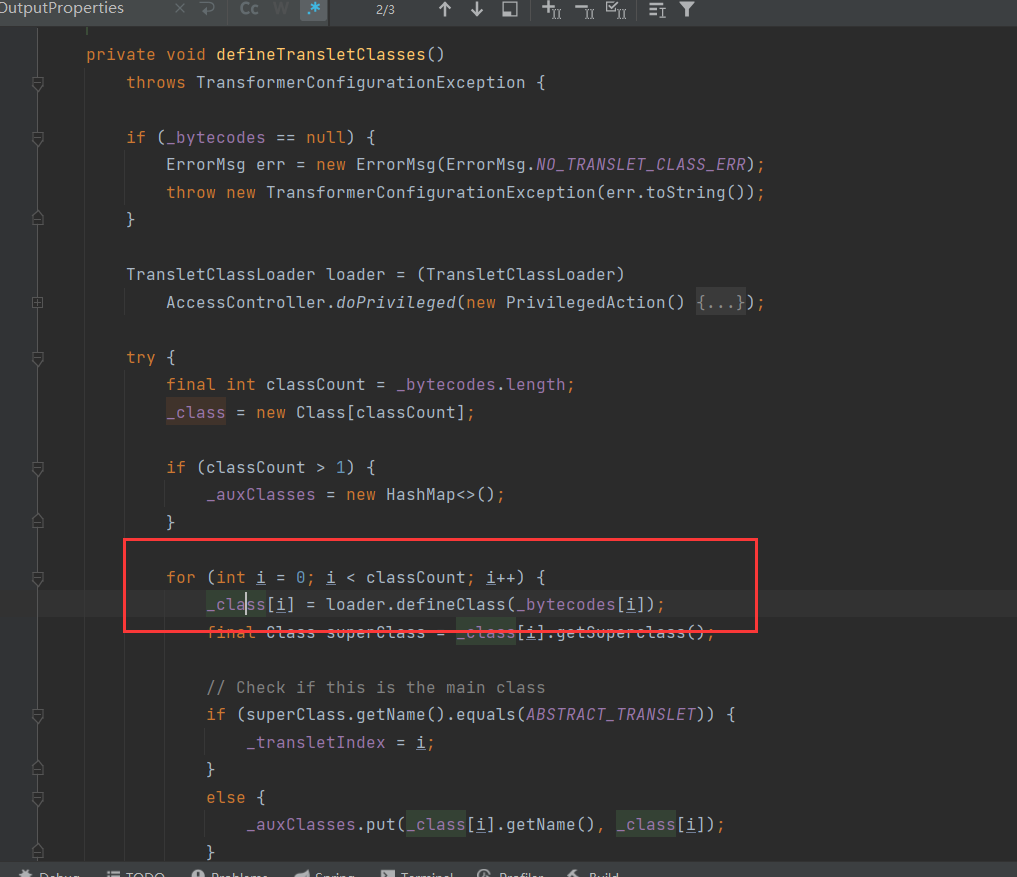 OutputProperties × Cc W .* 2/3
private void defineTransletClasses()
throws TransformerConfigurationException {
if (_bytecodes == null) {
ErrorMsg err = new ErrorMsg(ErrorMsg.NO_TRANSLET_CLASS_ERR);
throw new TransformerConfigurationException(err.toString());
}
TransletClassLoader loader = (TransletClassLoader)
AccessController.doPrivileged(new PrivilegedAction() {...});
try {
final int classCount = _bytecodes.length;
_class = new Class[classCount];
if (classCount > 1) {
_auxClasses = new HashMap<>();
}
for (int i = 0; i < classCount; i++) {
_class[i] = loader.defineClass(_bytecodes[i]);
final Class superClass = _class[i].getSuperclass();
// Check if this is the main class
if (superClass.getName().equals(ABSTRACT_TRANSLET)) {
_transletIndex = i;
}
else {
_auxClasses.put(_class[i].getName(), _class[i]);
}
Debug TODO Problems Spring Terminal Profiler Build